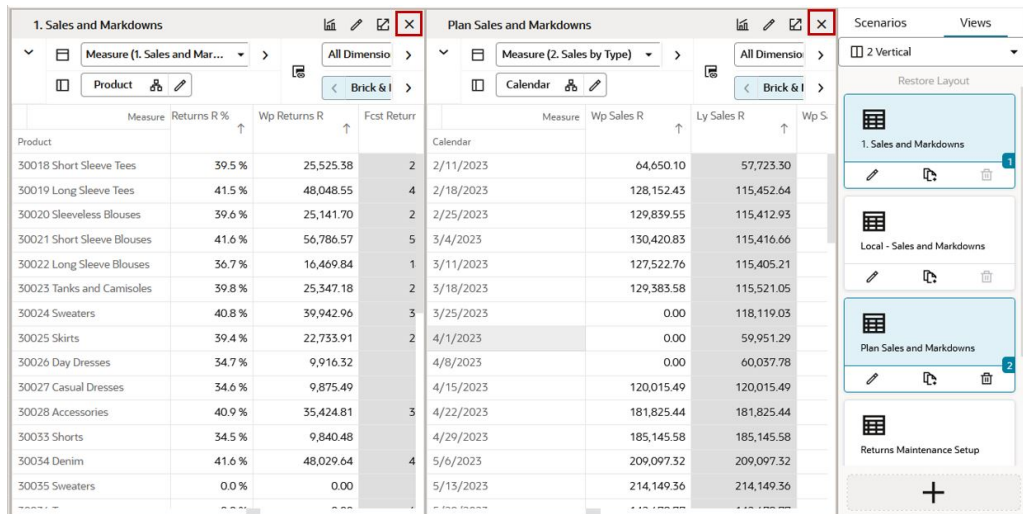 1. Sales and Markdowns
Measure (1. Sales and Mar...
All Dimensio
Product
Brick & I
Measure Returns R % Wp Returns R Fcst Returr
Product
30018 Short Sleeve Tees 39.5 % 25,525.38 2
30019 Long Sleeve Tees 41.5 % 48,048.55 4
30020 Sleeveless Blouses 39.6 % 25,141.70 2
30021 Short Sleeve Blouses 41.6 % 56,786.57 5
30022 Long Sleeve Blouses 36.7 % 16,469.84 1
30023 Tanks and Camisoles 39.8 % 25,347.18 2
30024 Sweaters 40.8 % 39,942.96 3
30025 Skirts 39.4 % 22,733.91 2
30026 Day Dresses 34.7 % 9,916.32
30027 Casual Dresses 34.6 % 9,875.49
30028 Accessories 40.9 % 35,424.81 3
30033 Shorts 34.5 % 9,840.48
30034 Denim 41.6 % 48,029.64 4
30035 Sweaters 0.0 % 0.00
Plan Sales and Markdowns
Measure (2. Sales by Type)
All Dimensio
Calendar
Brick & I
Measure Wp Sales R Ly Sales R Wp S
Calendar
2/11/2023 64,650.10 57,723.30
2/18/2023 128,152.43 115,452.64
2/25/2023 129,839.55 115,412.93
3/4/2023 130,420.83 115,416.66
3/11/2023 127,522.76 115,405.21
3/18/2023 129,383.58 115,521.05
3/25/2023 0.00 118,119.03
4/1/2023 0.00 59,951.29
4/8/2023 0.00 60,037.78
4/15/2023 120,015.49 120,015.49
4/22/2023 181,825.44 181,825.44
4/29/2023 185,145.58 185,145.58
5/6/2023 209,097.32 209,097.32
5/13/2023 214,149.36 214,149.36
Scenarios Views
2 Vertical
Restore Layout
1. Sales and Markdowns
1
Local - Sales and Markdowns
Plan Sales and Markdowns
2
Returns Maintenance Setup